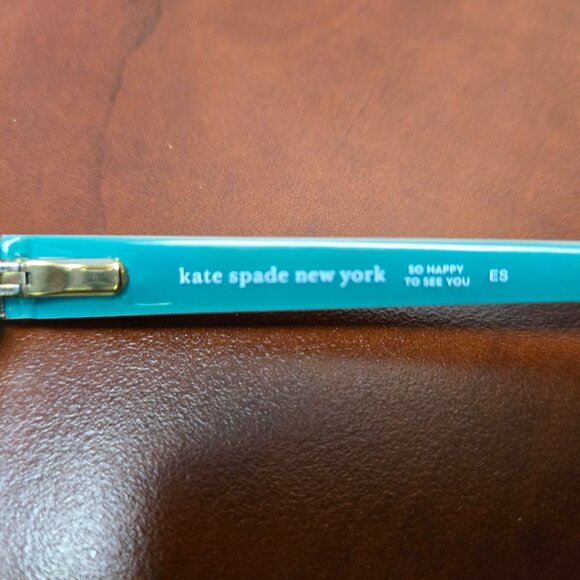 kate spade new york
SO HAPPY
TO SEE YOU
ES